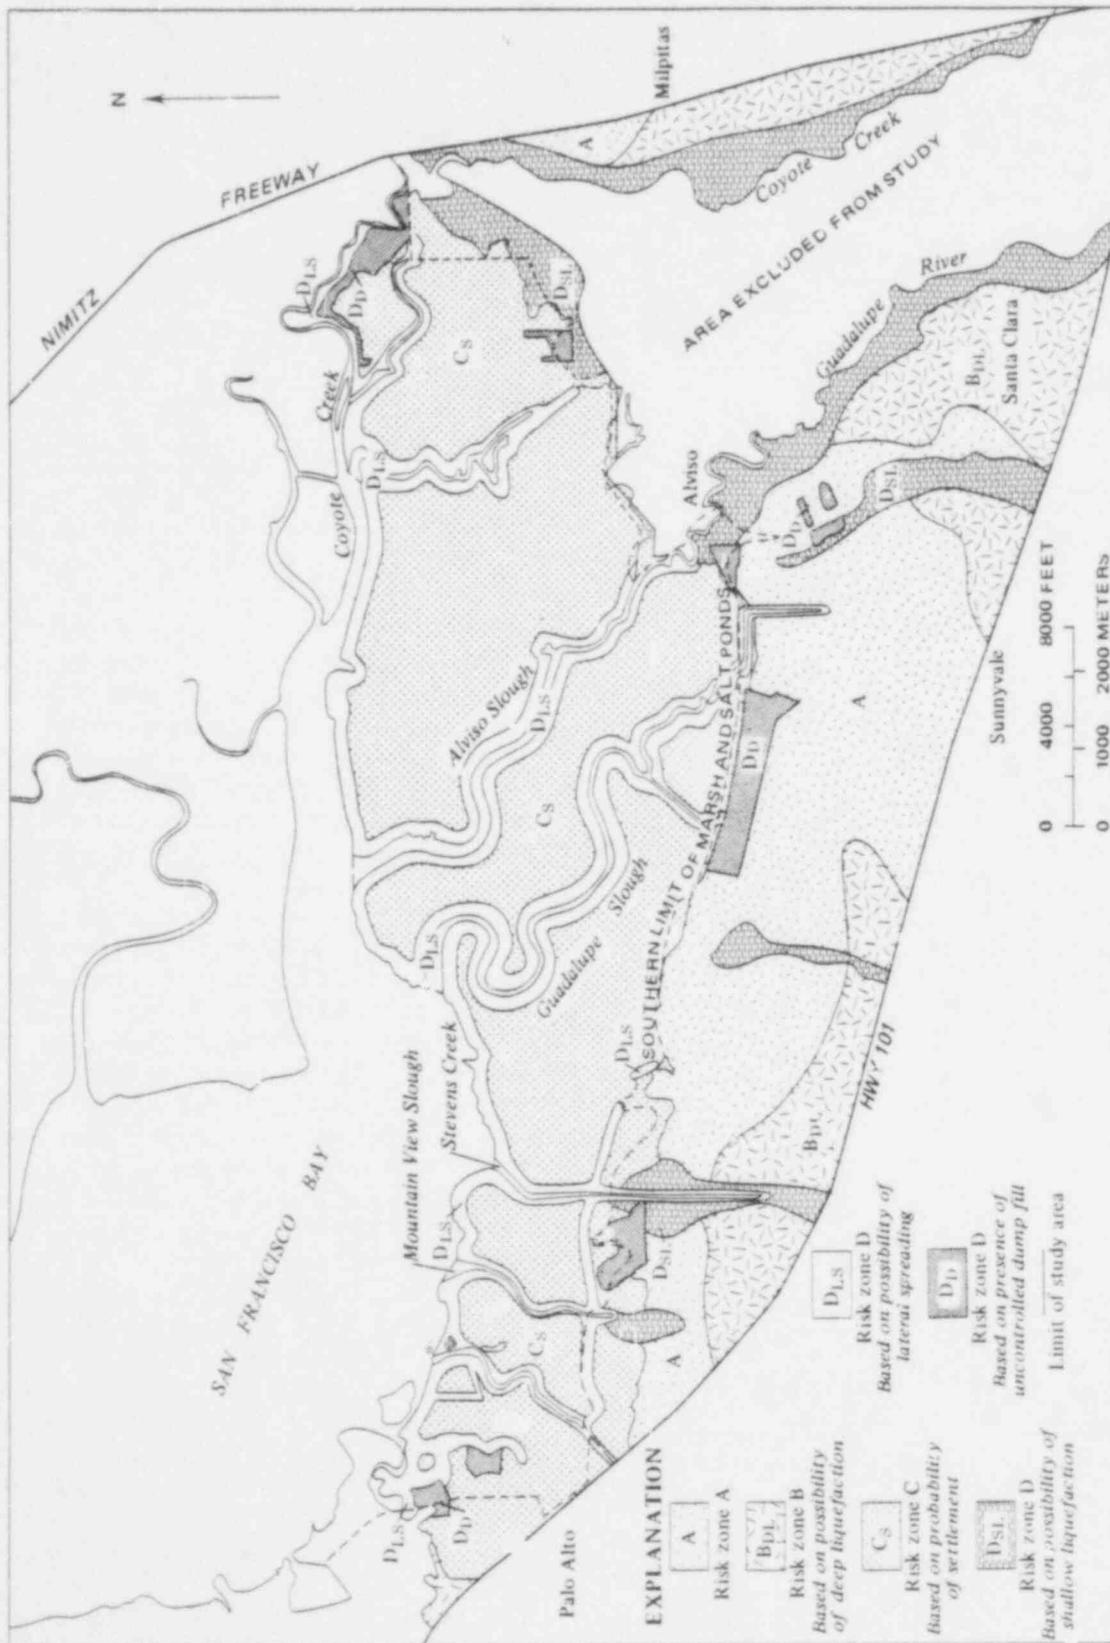 N
NIMITZ
FREEWAY
Milpitas
A
Coyote
Creek
AREA EXCLUDED FROM STUDY
Guadalupe
River
DLS
DD
CS
DSL
Creek
Coyote
DLS
Alviso
BDL
Santa Clara
DSL
DD
Alviso Slough
DLS
CS
Guadalupe
Slough
DLS
SOUTHERN LIMIT OF MARSH AND SALT PONDS
DD
A
Sunnyvale
DLS
HWY 101
BDL
SAN FRANCISCO BAY
Mountain View Slough
Stevens Creek
DLS
DSL
CS
A
DLS
DD
Palo Alto
0 4000 8000 FEET
0 1000 2000 METERS
EXPLANATION
A
Risk zone A
BDL
Risk zone B
Based on possibility
of deep liquefaction
CS
Risk zone C
Based on probability
of settlement
DSL
Risk zone D
Based on possibility of
shallow liquefaction
DLS
Risk zone D
Based on possibility of
lateral spreading
DD
Risk zone D
Based on presence of
uncontrolled dump fill
Limit of study area